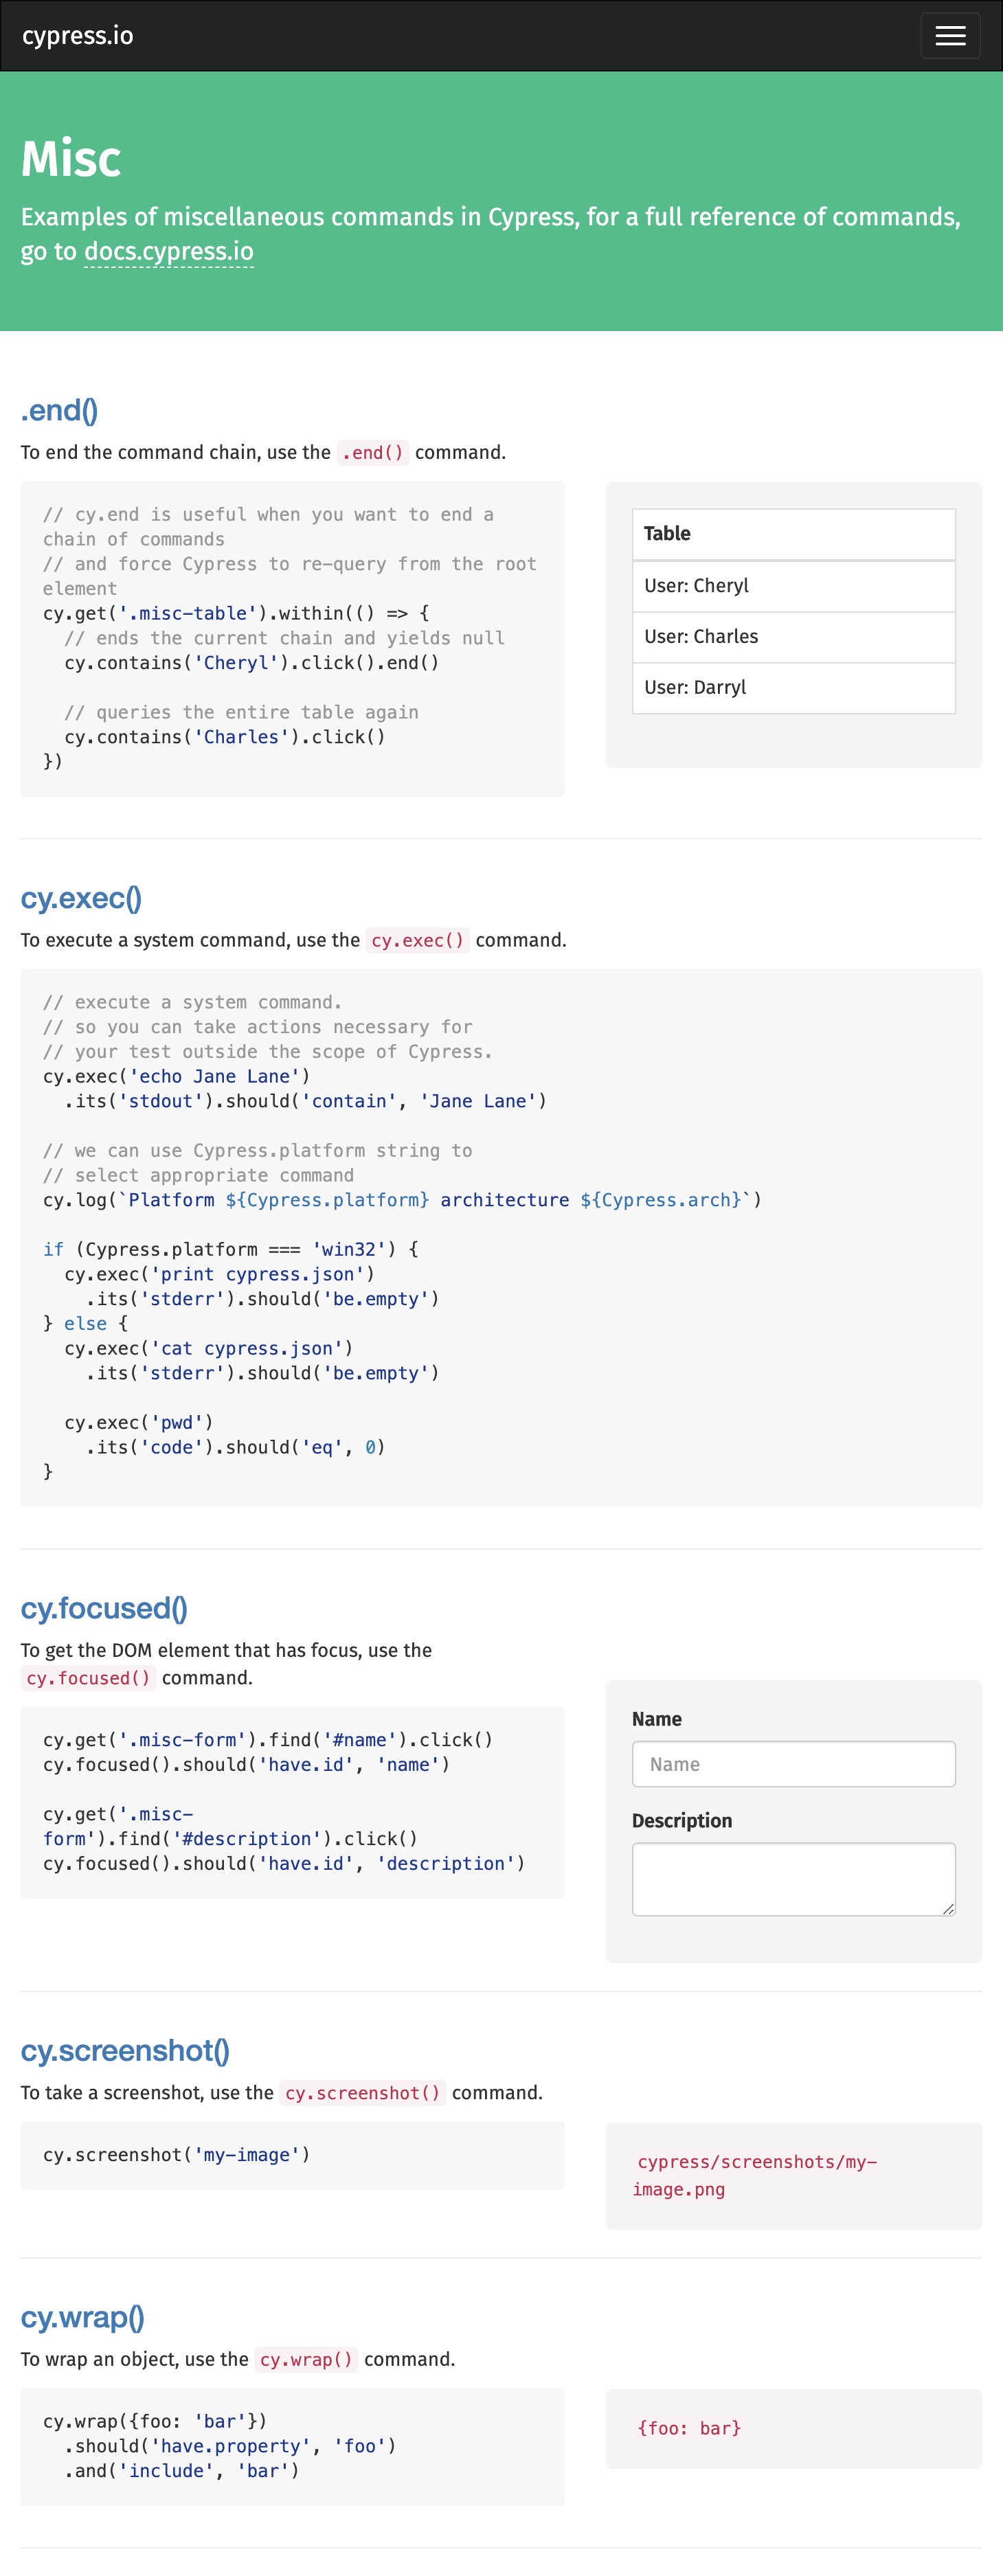 cypress.io
Misc
Examples of miscellaneous commands in Cypress, for a full reference of commands,
go to docs.cypress.io
.end()
To end the command chain, use the .end() command.
// cy.end is useful when you want to end a
chain of commands
// and force Cypress to re-query from the root
element
cy.get('.misc-table').within(() => {
  // ends the current chain and yields null
  cy.contains('Cheryl').click().end()

  // queries the entire table again
  cy.contains('Charles').click()
})
Table
User: Cheryl
User: Charles
User: Darryl
cy.exec()
To execute a system command, use the cy.exec() command.
// execute a system command.
// so you can take actions necessary for
// your test outside the scope of Cypress.
cy.exec('echo Jane Lane')
  .its('stdout').should('contain', 'Jane Lane')

// we can use Cypress.platform string to
// select appropriate command
cy.log(`Platform ${Cypress.platform} architecture ${Cypress.arch}`)

if (Cypress.platform === 'win32') {
  cy.exec('print cypress.json')
    .its('stderr').should('be.empty')
} else {
  cy.exec('cat cypress.json')
    .its('stderr').should('be.empty')

  cy.exec('pwd')
    .its('code').should('eq', 0)
}
cy.focused()
To get the DOM element that has focus, use the
cy.focused() command.
cy.get('.misc-form').find('#name').click()
cy.focused().should('have.id', 'name')

cy.get('.misc-
form').find('#description').click()
cy.focused().should('have.id', 'description')
Name
Name
Description
cy.screenshot()
To take a screenshot, use the cy.screenshot() command.
cy.screenshot('my-image')
cypress/screenshots/my-
image.png
cy.wrap()
To wrap an object, use the cy.wrap() command.
cy.wrap({foo: 'bar'})
  .should('have.property', 'foo')
  .and('include', 'bar')
{foo: bar}